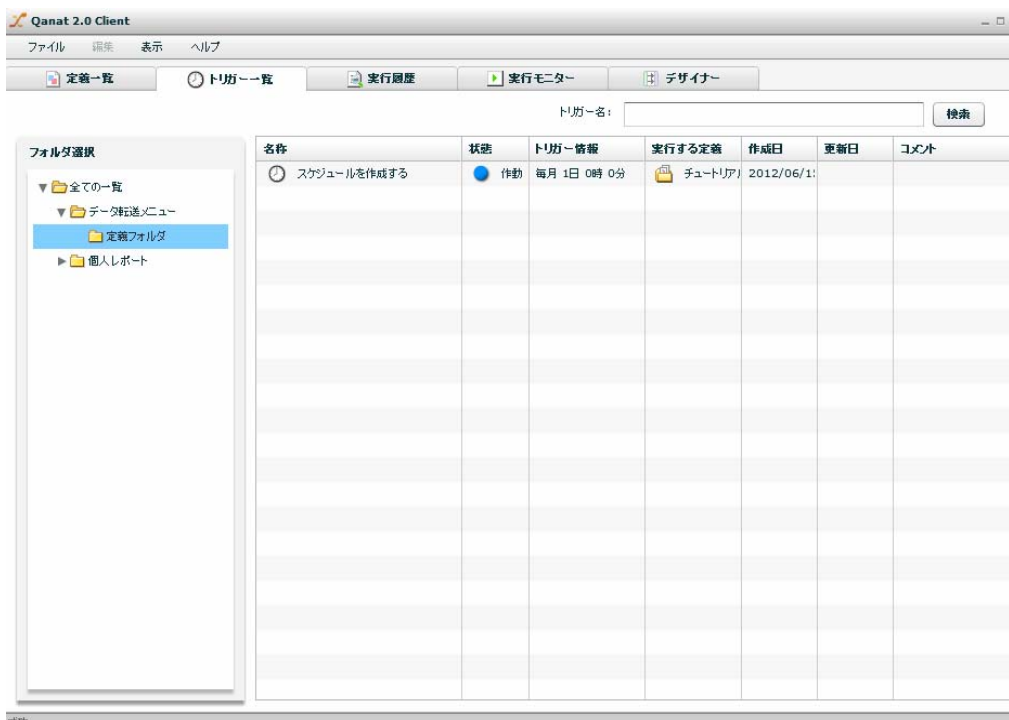 Qanat 2.0 Client
ファイル 編集 表示 ヘルプ
定義一覧 トリガー一覧 実行履歴 実行モニター デザイナー
トリガー名: 検索
フォルダ選択
名称 状態 トリガー情報 実行する定義 作成日 更新日 コメント
スケジュールを作成する 作動 毎月 1日 0時 0分 チュートリアル 2012/06/1
全ての一覧
データ転送メニュー
定義フォルダ
個人レポート